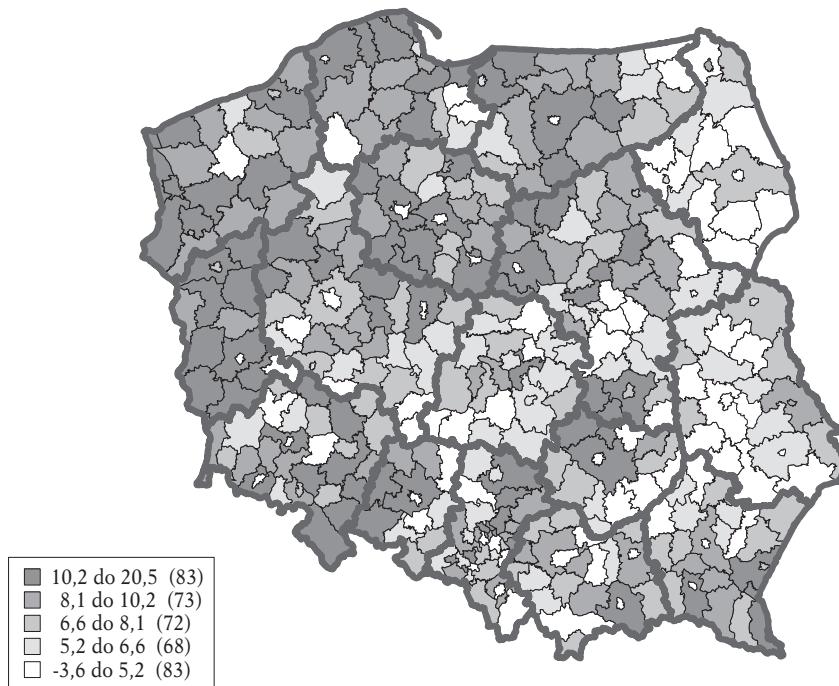 10,2 do 20,5 (83)
8,1 do 10,2 (73)
6,6 do 8,1 (72)
5,2 do 6,6 (68)
-3,6 do 5,2 (83)